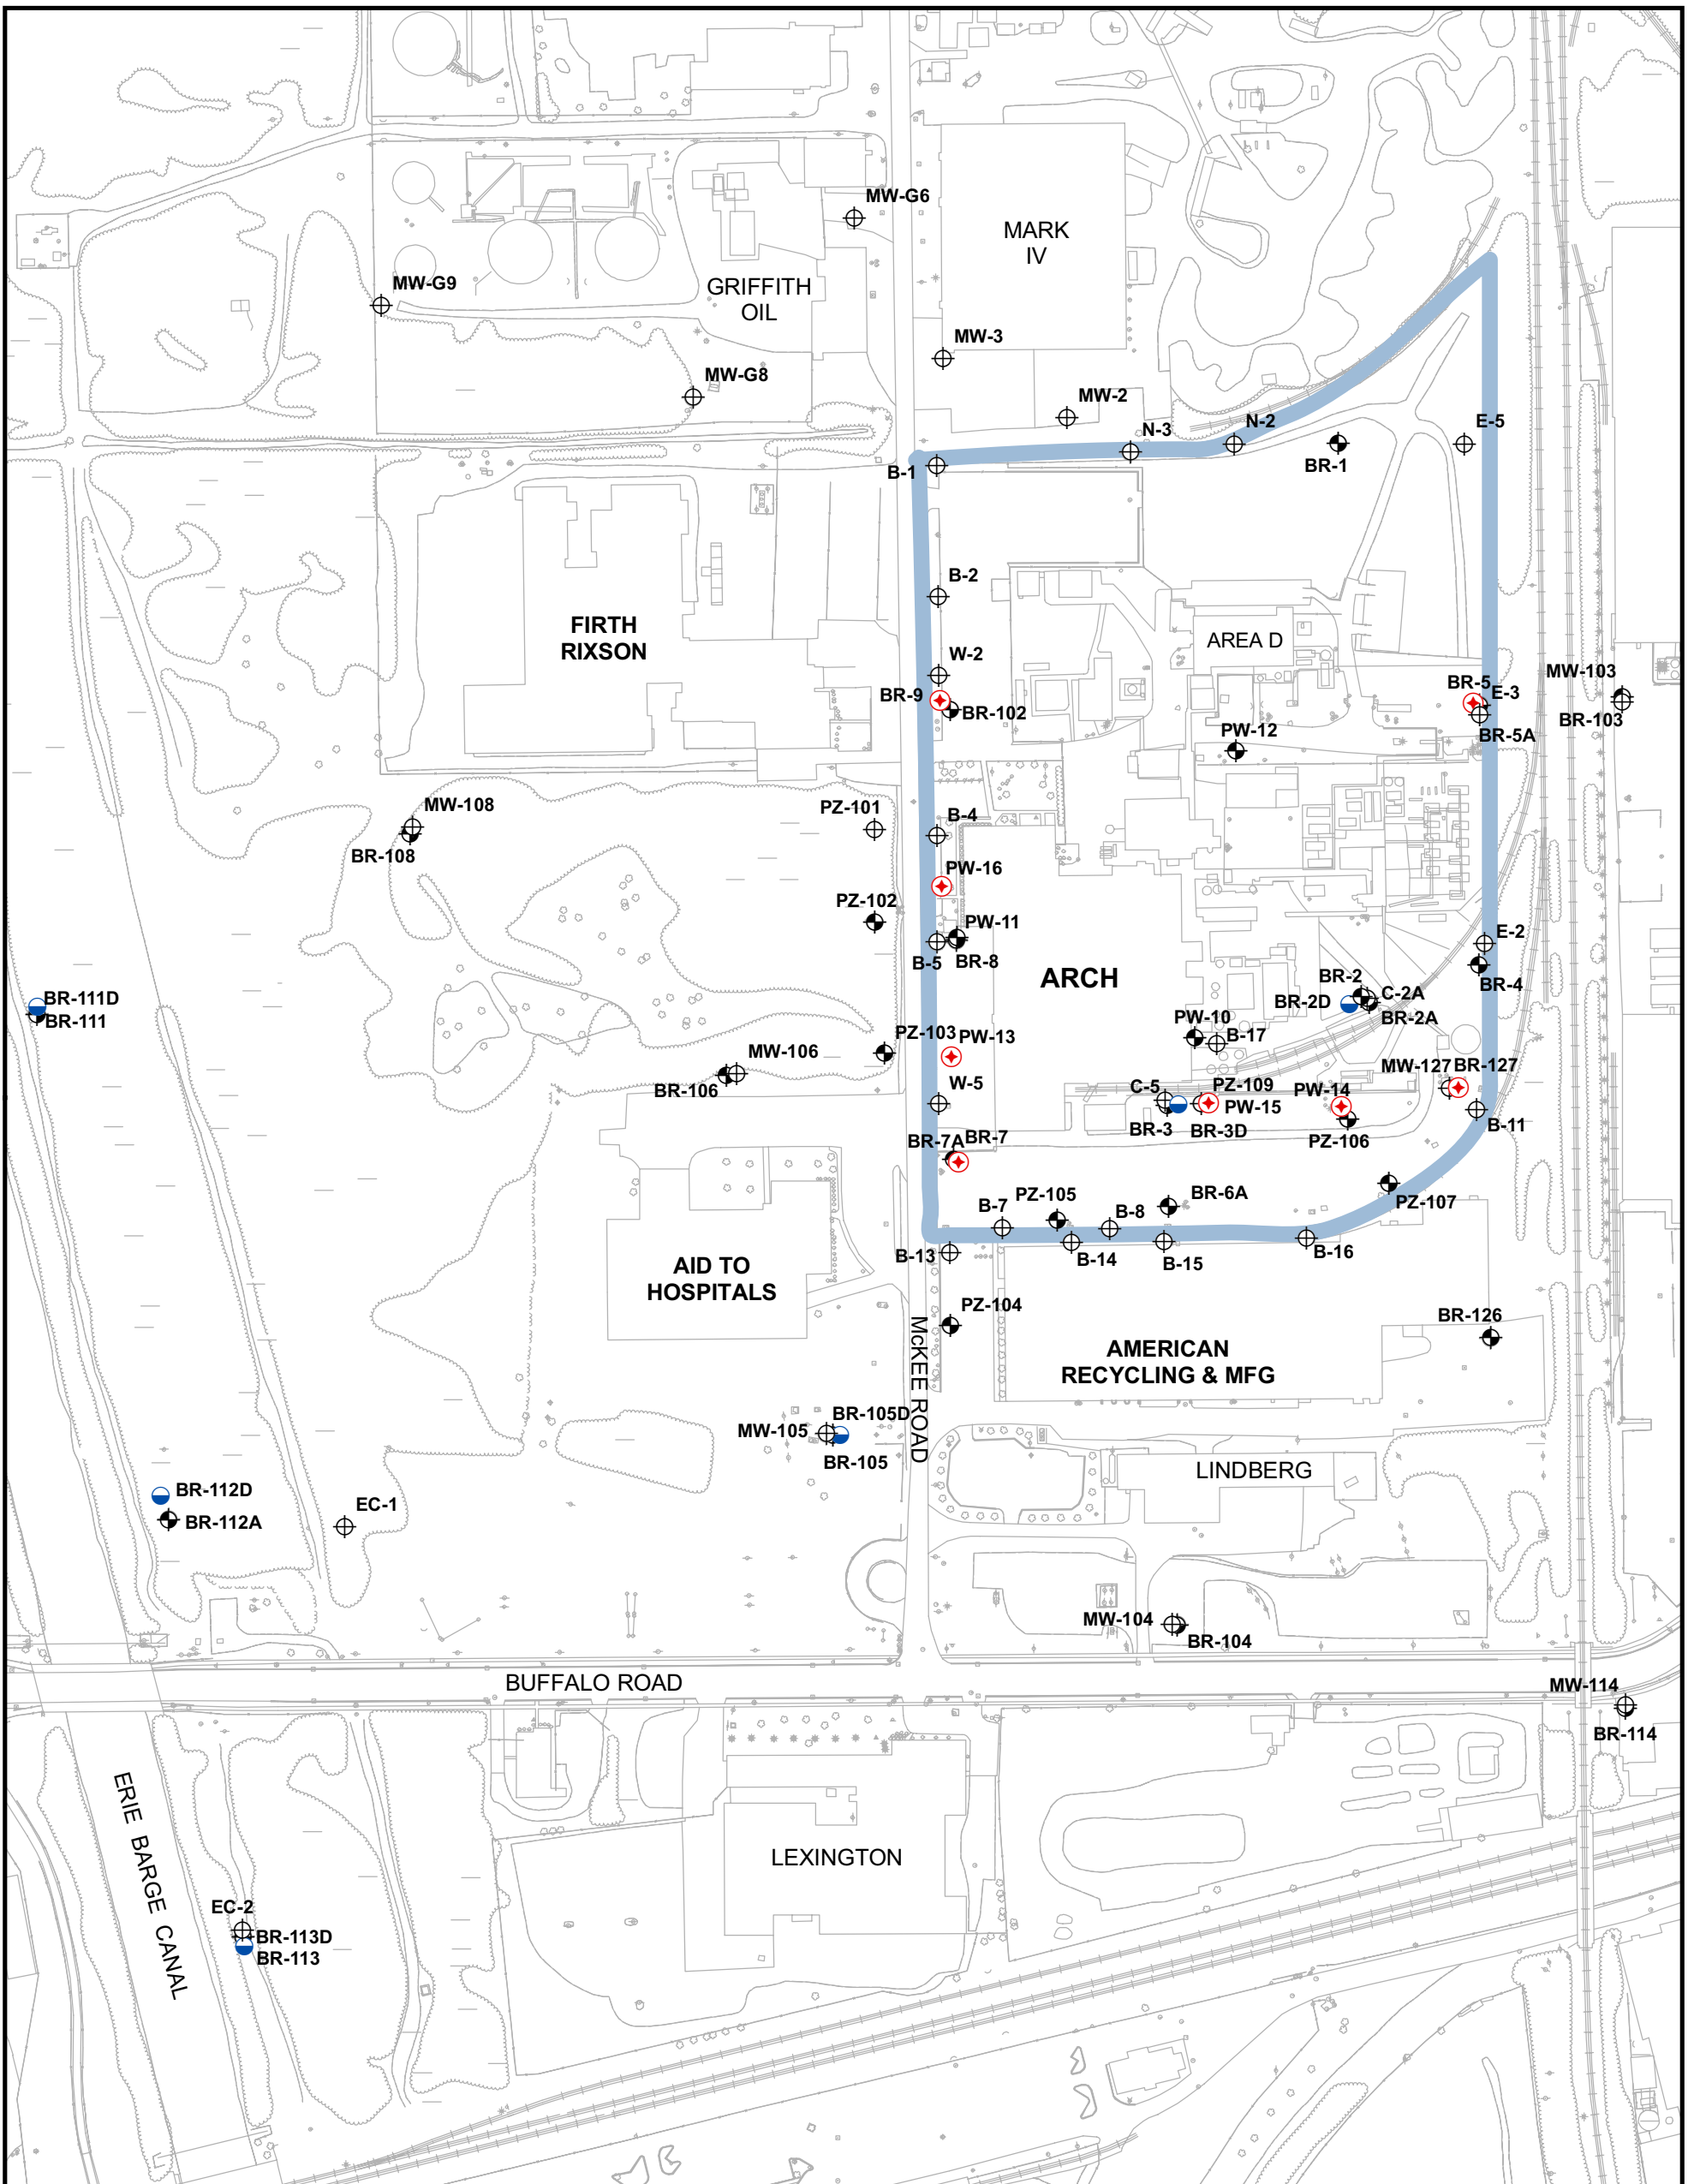 MW-G6
MARK
IV
MW-G9
GRIFFITH
OIL
MW-3
MW-G8
MW-2
N-3
N-2
E-5
BR-1
B-1
B-2
FIRTH
RIXSON
AREA D
W-2
MW-103
BR-5
E-3
BR-9
BR-102
BR-103
BR-5A
PW-12
MW-108
PZ-101
B-4
BR-108
PW-16
PZ-102
PW-11
E-2
B-5
BR-8
ARCH
BR-2
BR-4
BR-111D
BR-2D
C-2A
BR-111
BR-2A
PZ-103
PW-13
PW-10
B-17
MW-106
MW-127
BR-127
BR-106
W-5
C-5
PZ-109
PW-14
PW-15
BR-3
BR-3D
PZ-106
B-11
BR-7A
BR-7
BR-6A
PZ-107
B-7
PZ-105
B-8
B-13
B-14
B-15
B-16
AID TO
HOSPITALS
PZ-104
BR-126
McKEE ROAD
AMERICAN
RECYCLING & MFG
BR-105D
MW-105
BR-105
LINDBERG
BR-112D
EC-1
BR-112A
MW-104
BR-104
BUFFALO ROAD
MW-114
BR-114
ERIE BARGE CANAL
LEXINGTON
EC-2
BR-113D
BR-113